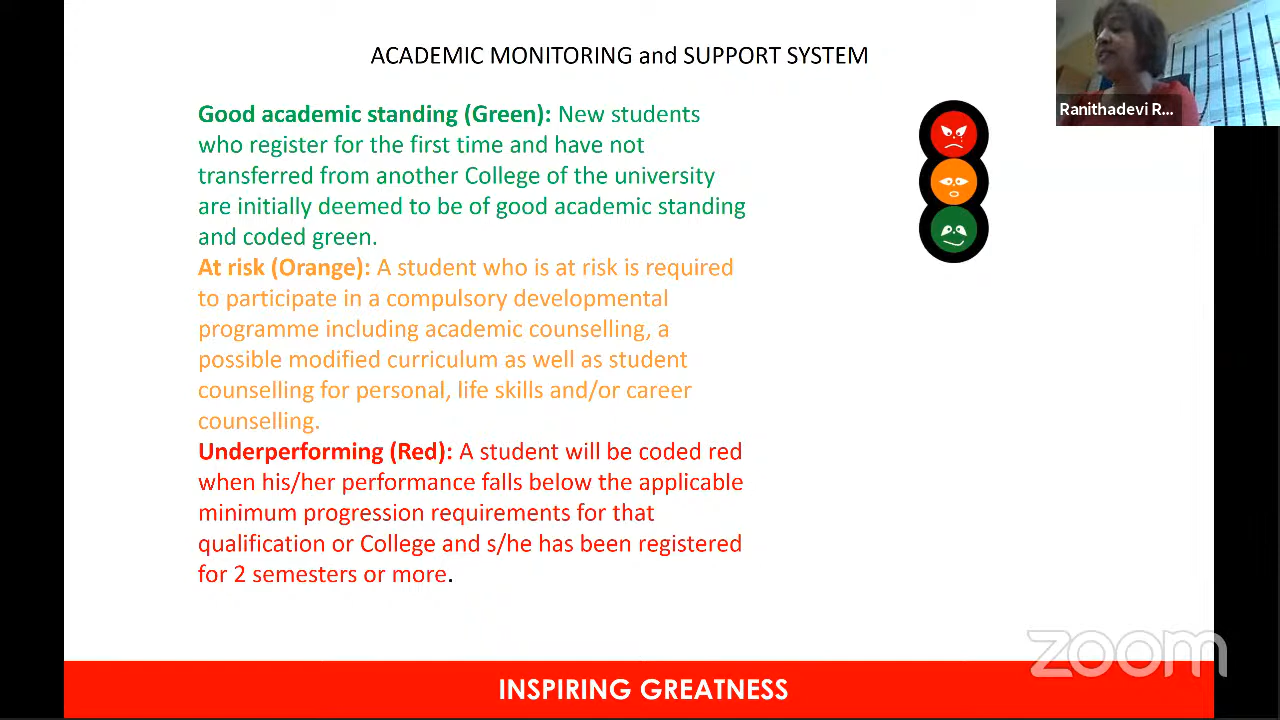 ACADEMIC MONITORING and SUPPORT SYSTEM
Ranithadevi R...
Good academic standing (Green): New students
who register for the first time and have not
transferred from another College of the university
are initially deemed to be of good academic standing
and coded green.
At risk (Orange): A student who is at risk is required
to participate in a compulsory developmental
programme including academic counselling, a
possible modified curriculum as well as student
counselling for personal, life skills and/or career
counselling.
Underperforming (Red): A student will be coded red
when his/her performance falls below the applicable
minimum progression requirements for that
qualification or College and s/he has been registered
for 2 semesters or more.
zoom
INSPIRING GREATNESS